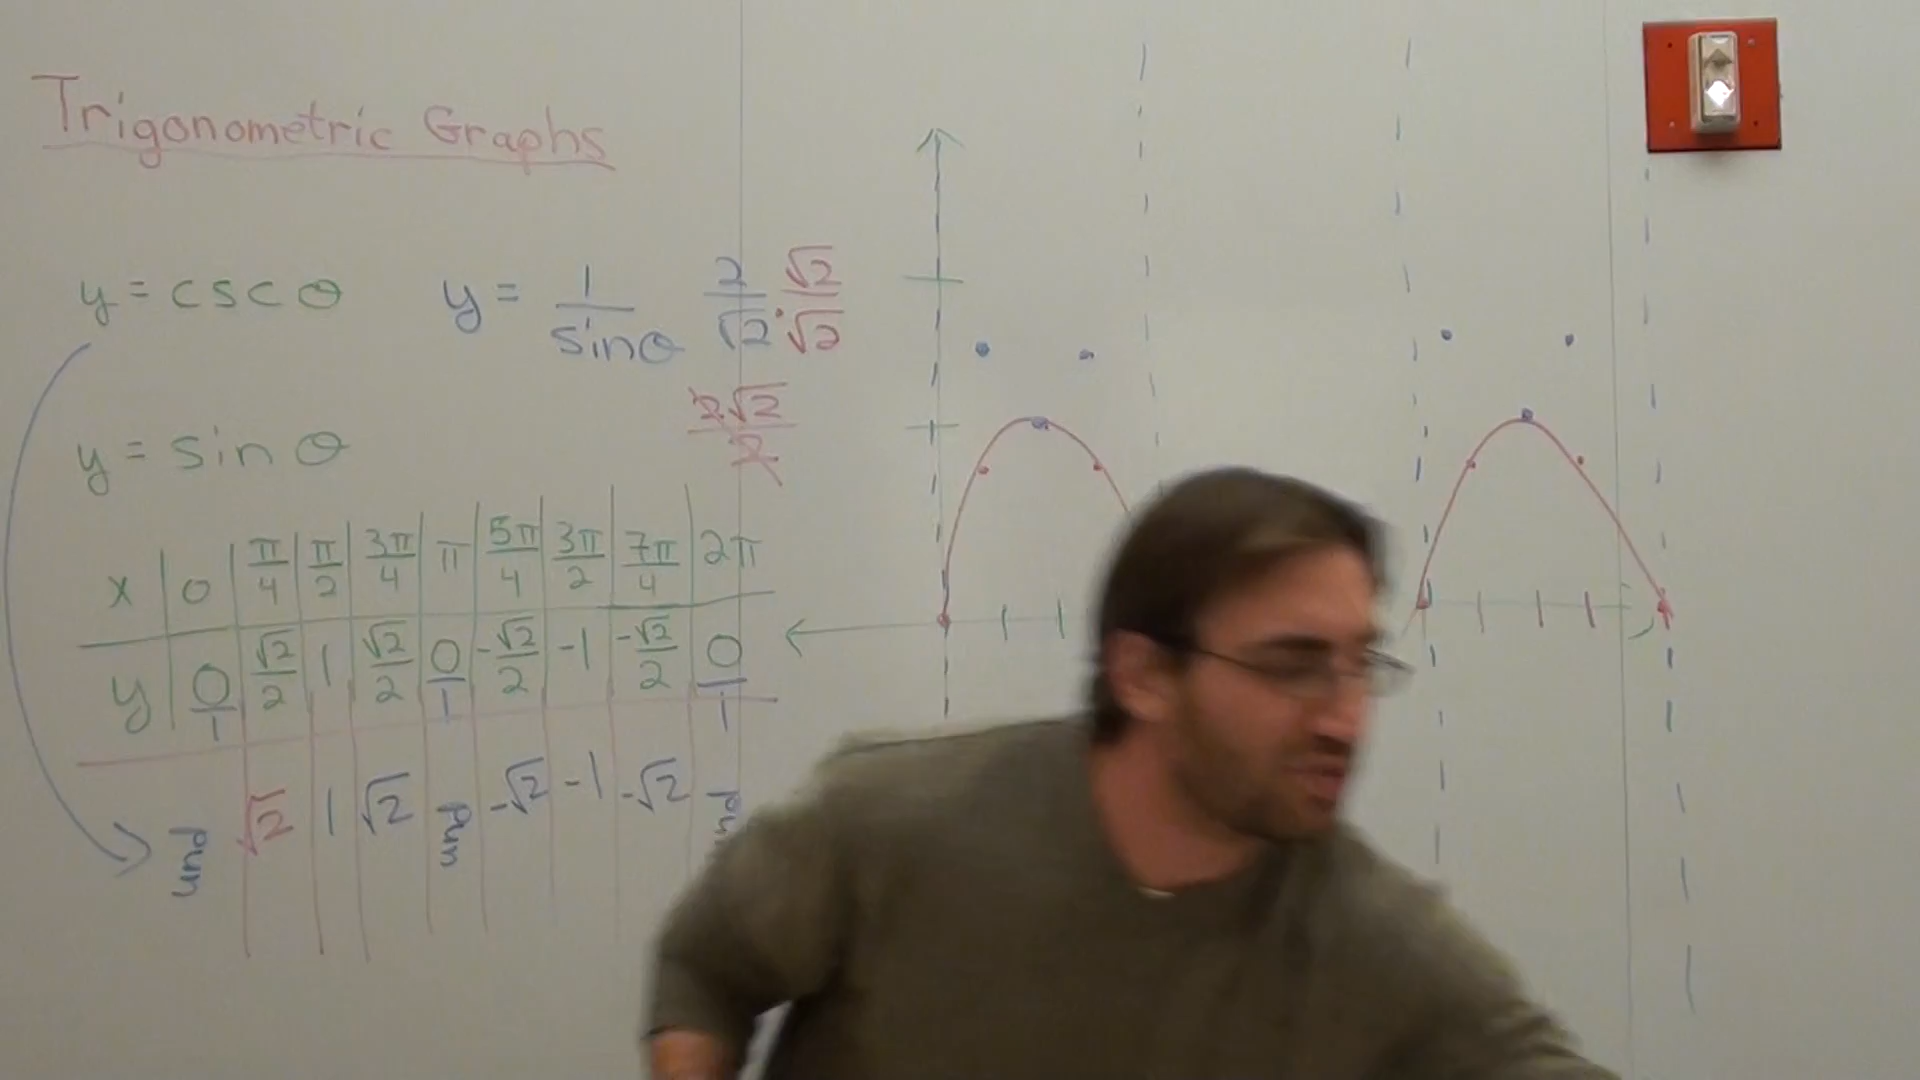 Trigonometric Graphs
y = csc θ
y = 1/sin θ
2/√2 · √2/√2
2√2/2
y = sin θ
x | 0 | π/4 | π/2 | 3π/4 | π | 5π/4 | 3π/2 | 7π/4 | 2π
y | 0/1 | √2/2 | 1 | √2/2 | 0/1 | -√2/2 | -1 | -√2/2 | 0/1
und | √2 | 1 | √2 | und | -√2 | -1 | -√2 | und